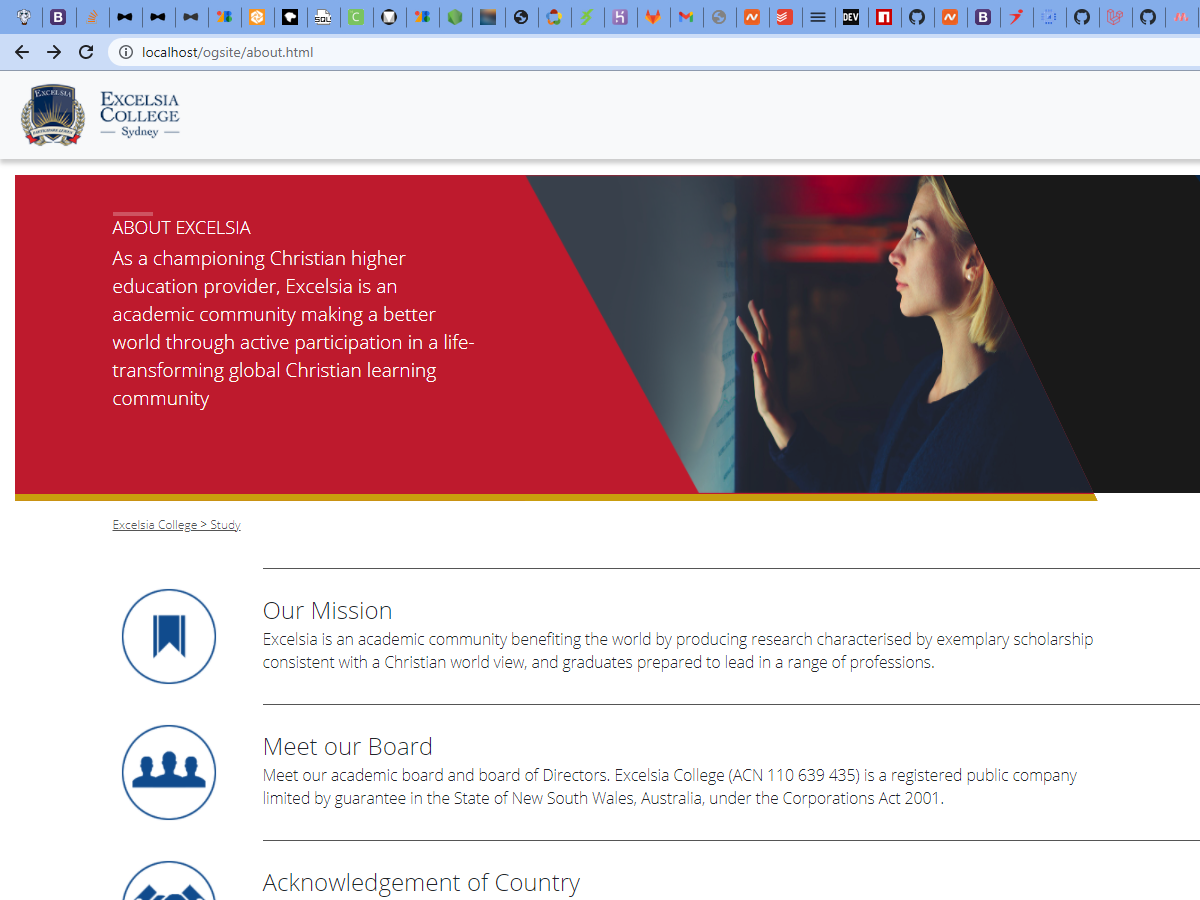 SQL
C
B
H
DEV
n
B
localhost/ogsite/about.html
EXCELSIA
EXCELSIA
COLLEGE
Sydney
ABOUT EXCELSIA
As a championing Christian higher
education provider, Excelsia is an
academic community making a better
world through active participation in a life-
transforming global Christian learning
community
Excelsia College > Study
Our Mission
Excelsia is an academic community benefiting the world by producing research characterised by exemplary scholarship
consistent with a Christian world view, and graduates prepared to lead in a range of professions.
Meet our Board
Meet our academic board and board of Directors. Excelsia College (ACN 110 639 435) is a registered public company
limited by guarantee in the State of New South Wales, Australia, under the Corporations Act 2001.
Acknowledgement of Country